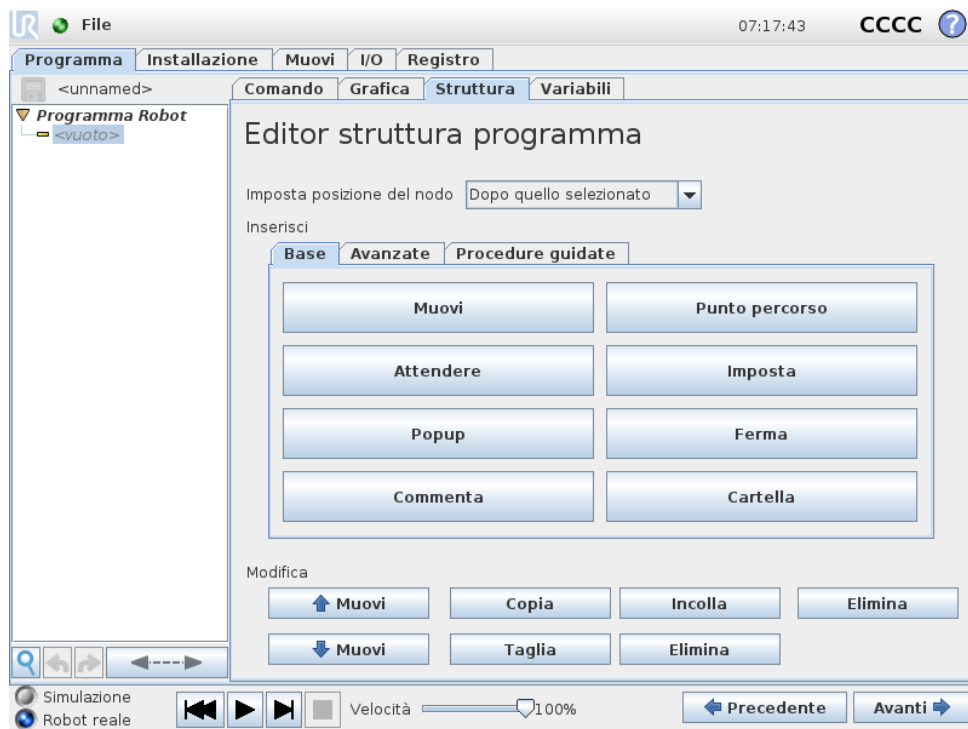 UR File 07:17:43 CCCC ?
Programma Installazione Muovi I/O Registro
<unnamed> Comando Grafica Struttura Variabili
Programma Robot
<vuoto>
Editor struttura programma
Imposta posizione del nodo Dopo quello selezionato
Inserisci
Base Avanzate Procedure guidate
Muovi Punto percorso
Attendere Imposta
Popup Ferma
Commenta Cartella
Modifica
Muovi Copia Incolla Elimina
Muovi Taglia Elimina
Simulazione
Robot reale
Velocità 100% Precedente Avanti